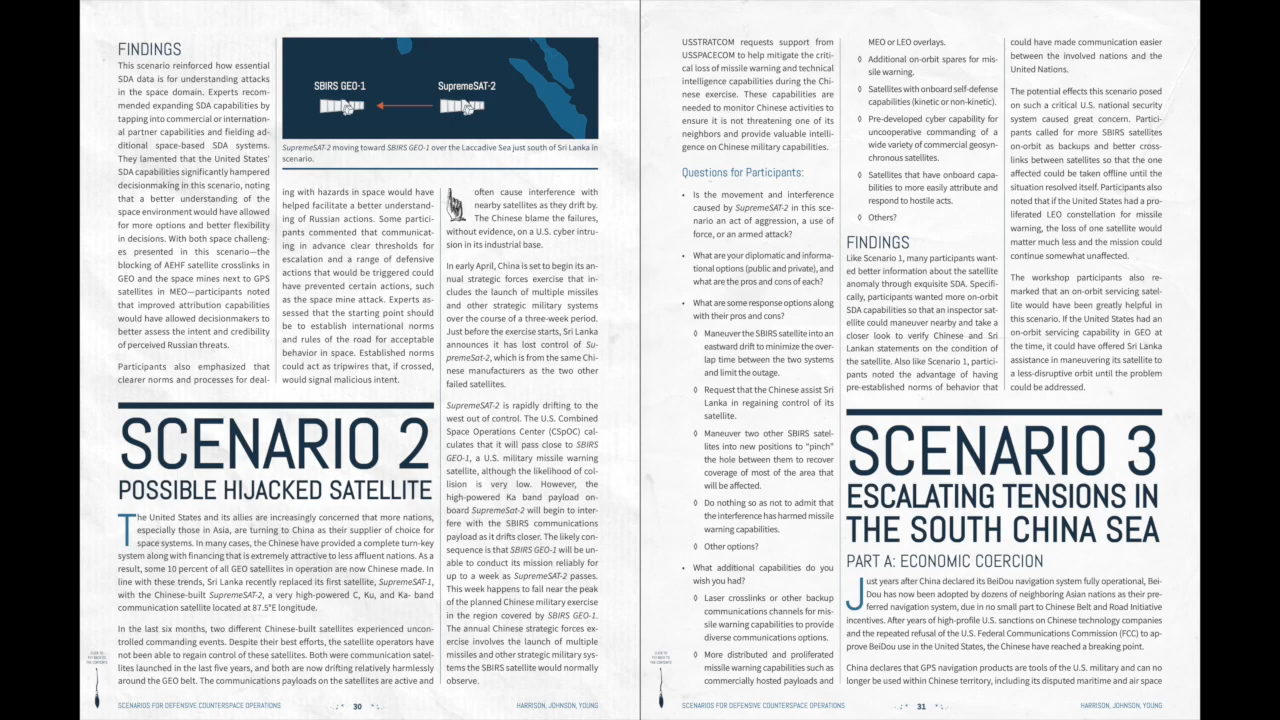 FINDINGS
This scenario reinforced how essential
SDA data is for understanding attacks
in the space domain. Experts recom-
mended expanding SDA capabilities by
tapping into commercial or internation-
al partner capabilities and fielding ad-
ditional space-based SDA systems.
They lamented that the United States'
SDA capabilities significantly hampered
decisionmaking in this scenario, noting
that a better understanding of the
space environment would have allowed
for more options and better flexibility
in decisions. With both space challeng-
es presented in this scenario—the
blocking of AEHF satellite crosslinks in
GEO and the space mines next to GPS
satellites in MEO—participants noted
that improved attribution capabilities
would have allowed decisionmakers to
better assess the intent and credibility
of perceived Russian threats.
Participants also emphasized that
clearer norms and processes for deal-
SBIRS GEO-1
SupremeSAT-2
SupremeSAT-2 moving toward SBIRS GEO-1 over the Laccadive Sea just south of Sri Lanka in
scenario.
ing with hazards in space would have
helped facilitate a better understand-
ing of Russian actions. Some partici-
pants commented that communicat-
ing in advance clear thresholds for
escalation and a range of defensive
actions that would be triggered could
have prevented certain actions, such
as the space mine attack. Experts as-
sessed that the starting point should
be to establish international norms
and rules of the road for acceptable
behavior in space. Established norms
could act as tripwires that, if crossed,
would signal malicious intent.
SCENARIO 2
POSSIBLE HIJACKED SATELLITE
The United States and its allies are increasingly concerned that more nations,
especially those in Asia, are turning to China as their supplier of choice for
space systems. In many cases, the Chinese have provided a complete turn-key
system along with financing that is extremely attractive to less affluent nations. As a
result, some 10 percent of all GEO satellites in operation are now Chinese made. In
line with these trends, Sri Lanka recently replaced its first satellite, SupremeSAT-1,
with the Chinese-built SupremeSAT-2, a very high-powered C, Ku, and Ka- band
communication satellite located at 87.5°E longitude.
In the last six months, two different Chinese-built satellites experienced uncon-
trolled commanding events. Despite their best efforts, the satellite operators have
not been able to regain control of these satellites. Both were communication satel-
lites launched in the last five years, and both are now drifting relatively harmlessly
around the GEO belt. The communications payloads on the satellites are active and
often cause interference with
nearby satellites as they drift by.
The Chinese blame the failures,
without evidence, on a U.S. cyber intru-
sion in its industrial base.
In early April, China is set to begin its an-
nual strategic forces exercise that in-
cludes the launch of multiple missiles
and other strategic military systems
over the course of a three-week period.
Just before the exercise starts, Sri Lanka
announces it has lost control of Su-
premeSat-2, which is from the same Chi-
nese manufacturers as the two other
failed satellites.
SupremeSAT-2 is rapidly drifting to the
west out of control. The U.S. Combined
Space Operations Center (CSpOC) cal-
culates that it will pass close to SBIRS
GEO-1, a U.S. military missile warning
satellite, although the likelihood of col-
lision is very low. However, the
high-powered Ka band payload on-
board SupremeSat-2 will begin to inter-
fere with the SBIRS communications
payload as it drifts closer. The likely con-
sequence is that SBIRS GEO-1 will be un-
able to conduct its mission reliably for
up to a week as SupremeSAT-2 passes.
This week happens to fall near the peak
of the planned Chinese military exercise
in the region covered by SBIRS GEO-1.
The annual Chinese strategic forces ex-
ercise involves the launch of multiple
missiles and other strategic military sys-
tems the SBIRS satellite would normally
observe.
SCENARIOS FOR DEFENSIVE COUNTERSPACE OPERATIONS
30
HARRISON, JOHNSON, YOUNG
USSTRATCOM requests support from
USSPACECOM to help mitigate the criti-
cal loss of missile warning and technical
intelligence capabilities during the Chi-
nese exercise. These capabilities are
needed to monitor Chinese activities to
ensure it is not threatening one of its
neighbors and provide valuable intelli-
gence on Chinese military capabilities.
Questions for Participants:
• Is the movement and interference
caused by SupremeSAT-2 in this sce-
nario an act of aggression, a use of
force, or an armed attack?
• What are your diplomatic and informa-
tional options (public and private), and
what are the pros and cons of each?
• What are some response options along
with their pros and cons?
◊ Maneuver the SBIRS satellite into an
eastward drift to minimize the over-
lap time between the two systems
and limit the outage.
◊ Request that the Chinese assist Sri
Lanka in regaining control of its
satellite.
◊ Maneuver two other SBIRS satel-
lites into new positions to “pinch”
the hole between them to recover
coverage of most of the area that
will be affected.
◊ Do nothing so as not to admit that
the interference has harmed missile
warning capabilities.
◊ Other options?
• What additional capabilities do you
wish you had?
◊ Laser crosslinks or other backup
communications channels for mis-
sile warning satellites to provide
diverse communications options.
◊ More distributed and proliferated
missile warning capabilities such as
commercially hosted payloads and
MEO or LEO overlays.
◊ Additional on-orbit spares for mis-
sile warning.
◊ Satellites with onboard self-defense
capabilities (kinetic or non-kinetic).
◊ Pre-developed cyber capability for
uncooperative commanding of a
wide variety of commercial geosyn-
chronous satellites.
◊ Satellites that have onboard capa-
bilities to more easily attribute and
respond to hostile acts.
◊ Others?
FINDINGS
Like Scenario 1, many participants want-
ed better information about the satellite
anomaly through exquisite SDA. Specifi-
cally, participants wanted more on-orbit
SDA capabilities so that an inspector sat-
ellite could maneuver nearby and take a
closer look to verify Chinese and Sri
Lankan statements on the condition of
the satellite. Also like Scenario 1, partici-
pants noted the advantage of having
pre-established norms of behavior that
could have made communication easier
between the involved nations and the
United Nations.
The potential effects this scenario posed
on such a critical U.S. national security
system caused great concern. Partici-
pants called for more SBIRS satellites
on-orbit as backups and better cross-
links between satellites so that the one
affected could be taken offline until the
situation resolved itself. Participants also
noted that if the United States had a pro-
liferated LEO constellation for missile
warning, the loss of one satellite would
matter much less and the mission could
continue somewhat unaffected.
The workshop participants also re-
marked that an on-orbit servicing satel-
lite would have been greatly helpful in
this scenario. If the United States had an
on-orbit servicing capability in GEO at
the time, it could have offered Sri Lanka
assistance in maneuvering its satellite to
a less-disruptive orbit until the problem
could be addressed.
SCENARIO 3
ESCALATING TENSIONS IN
THE SOUTH CHINA SEA
PART A: ECONOMIC COERCION
Just years after China declared its BeiDou navigation system fully operational, Bei-
Dou has now been adopted by dozens of neighboring Asian nations as their pre-
ferred navigation system, due in no small part to Chinese Belt and Road Initiative
incentives. After years of high-profile U.S. sanctions on Chinese technology companies
and the repeated refusal of the U.S. Federal Communications Commission (FCC) to ap-
prove BeiDou use in the United States, the Chinese have reached a breaking point.
China declares that GPS navigation products are tools of the U.S. military and can no
longer be used within Chinese territory, including its disputed maritime and air space
SCENARIOS FOR DEFENSIVE COUNTERSPACE OPERATIONS
31
HARRISON, JOHNSON, YOUNG